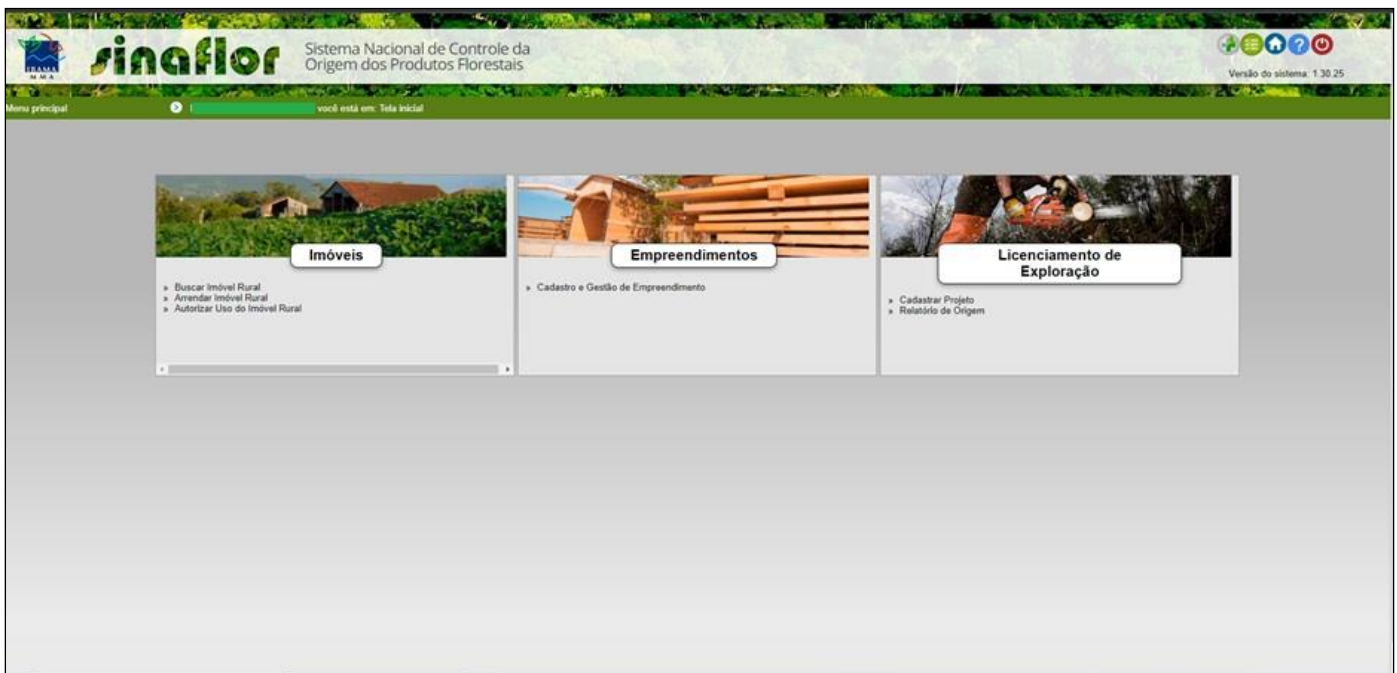 IBAMA
M M A
sinaflor
Sistema Nacional de Controle da
Origem dos Produtos Florestais
Versão do sistema: 1.30.25
Menu principal
você está em: Tela inicial
Imóveis
» Buscar Imóvel Rural
» Arrendar Imóvel Rural
» Autorizar Uso do Imóvel Rural
Empreendimentos
» Cadastro e Gestão de Empreendimento
Licenciamento de
Exploração
» Cadastrar Projeto
» Relatório de Origem